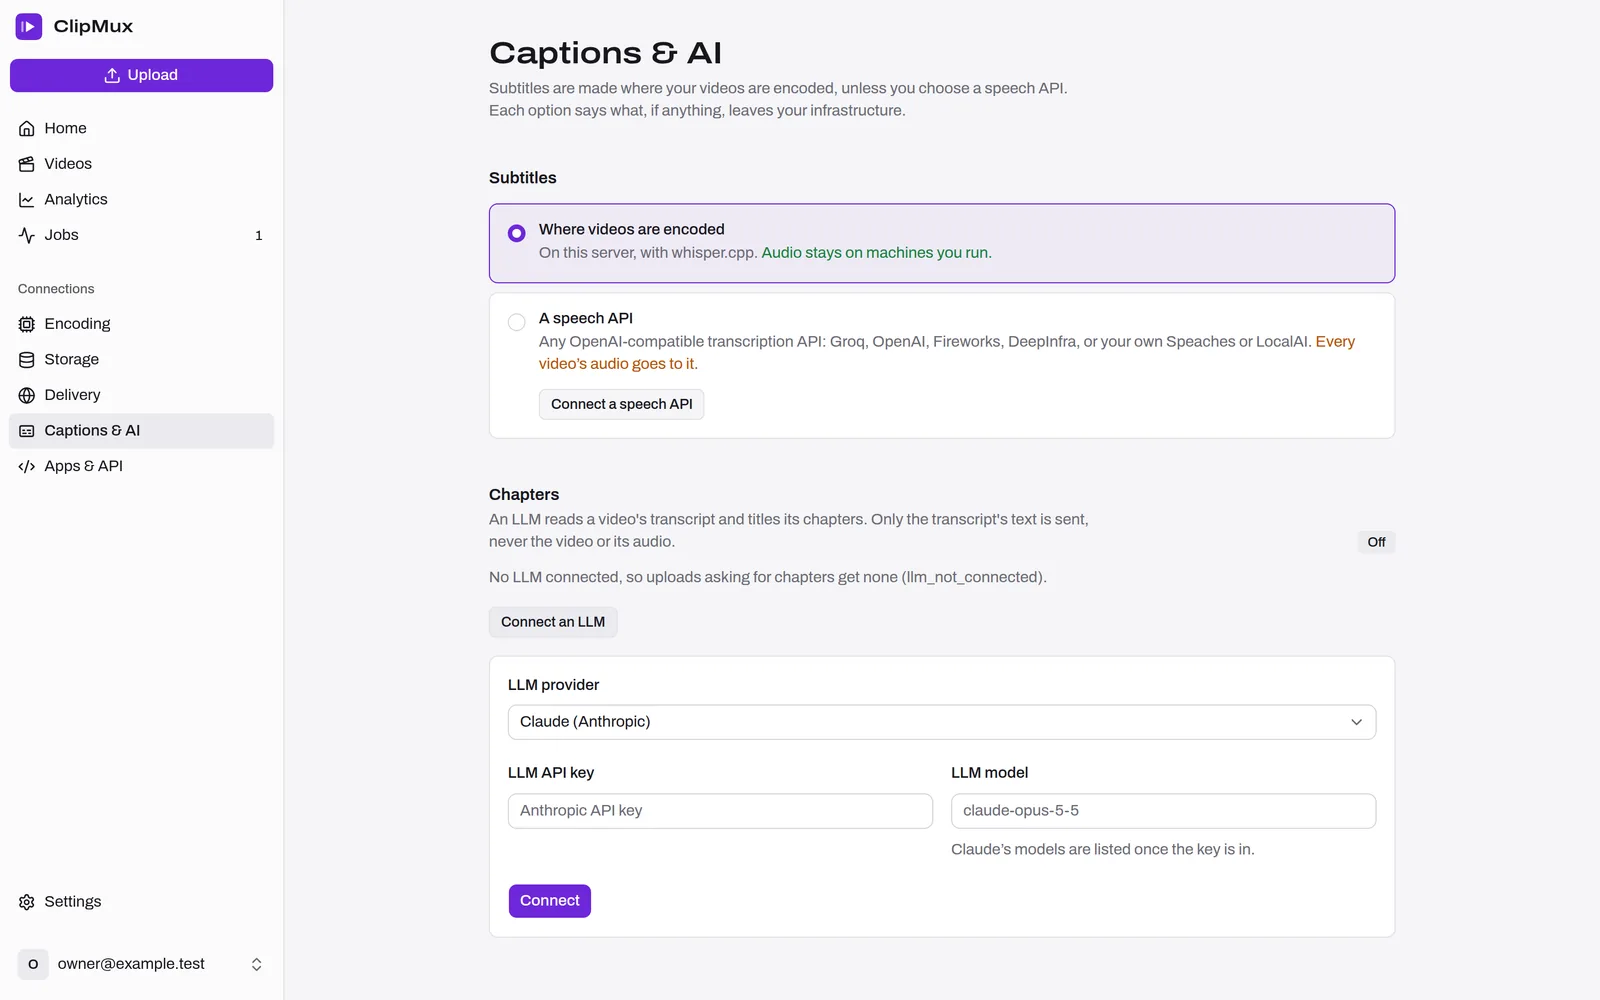 ClipMux
Upload
Home
Videos
Analytics
Jobs 1
Connections
Encoding
Storage
Delivery
Captions & AI
Apps & API
Settings
O owner@example.test
Captions & AI
Subtitles are made where your videos are encoded, unless you choose a speech API.
Each option says what, if anything, leaves your infrastructure.
Subtitles
Where videos are encoded
On this server, with whisper.cpp. Audio stays on machines you run.
A speech API
Any OpenAI-compatible transcription API: Groq, OpenAI, Fireworks, DeepInfra, or your own Speaches or LocalAI. Every
video’s audio goes to it.
Connect a speech API
Chapters
An LLM reads a video's transcript and titles its chapters. Only the transcript's text is sent,
never the video or its audio.
Off
No LLM connected, so uploads asking for chapters get none (llm_not_connected).
Connect an LLM
LLM provider
Claude (Anthropic)
LLM API key
Anthropic API key
LLM model
claude-opus-5-5
Claude’s models are listed once the key is in.
Connect